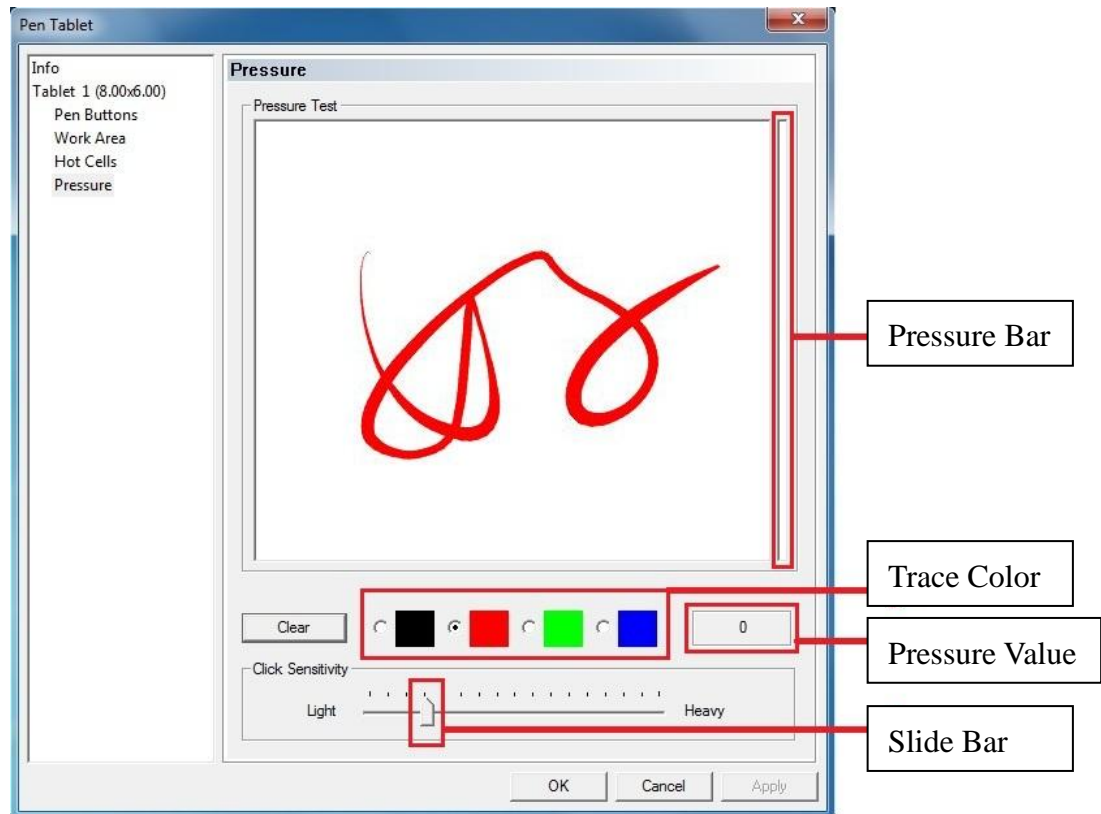 Pen Tablet
Info
Tablet 1 (8.00x6.00)
Pen Buttons
Work Area
Hot Cells
Pressure
Pressure
Pressure Test
Pressure Bar
Trace Color
Clear
0
Pressure Value
Click Sensitivity
Light
Heavy
Slide Bar
OK
Cancel
Apply